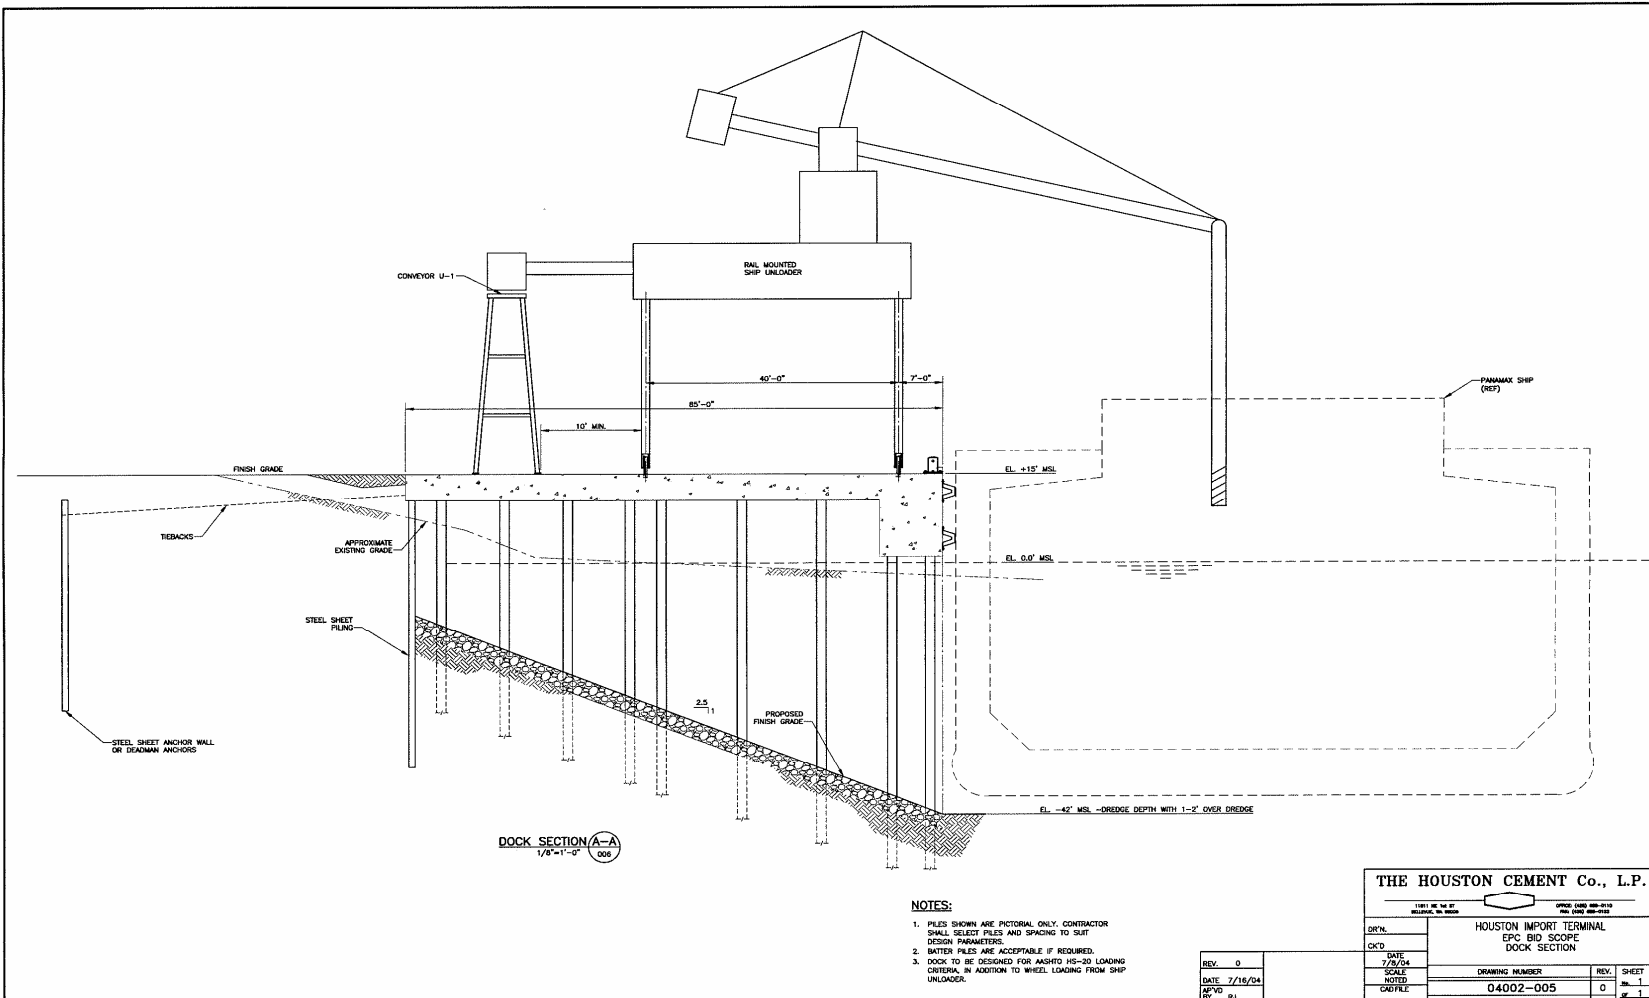 CONVEYOR U-1
RAIL MOUNTED
SHIP UNLOADER
40'-0"
7'-0"
85'-0"
10' MIN.
PANAMAX SHIP
(REF)
FINISH GRADE
EL. +15' MSL
TIEBACKS
APPROXIMATE
EXISTING GRADE
EL. 0.0' MSL
STEEL SHEET
PILING
2.5
1
PROPOSED
FINISH GRADE
STEEL SHEET ANCHOR WALL
OR DEADMAN ANCHORS
EL. -42' MSL -DREDGE DEPTH WITH 1-2' OVER DREDGE
DOCK SECTION A-A
1/8"=1'-0" 006
NOTES:
1. PILES SHOWN ARE PICTORIAL ONLY. CONTRACTOR
SHALL SELECT PILES AND SPACING TO SUIT
DESIGN PARAMETERS.
2. BATTER PILES ARE ACCEPTABLE IF REQUIRED.
3. DOCK TO BE DESIGNED FOR AASHTO HS-20 LOADING
CRITERIA, IN ADDITION TO WHEEL LOADING FROM SHIP
UNLOADER.
REV. 0
DATE 7/16/04
AP'VD
BY RJ
THE HOUSTON CEMENT Co., L.P.
DR'N.
CK'D
DATE
7/8/04
SCALE
NOTED
CAD FILE
HOUSTON IMPORT TERMINAL
EPC BID SCOPE
DOCK SECTION
DRAWING NUMBER
04002-005
REV.
0
SHEET
No. 1
OF 1